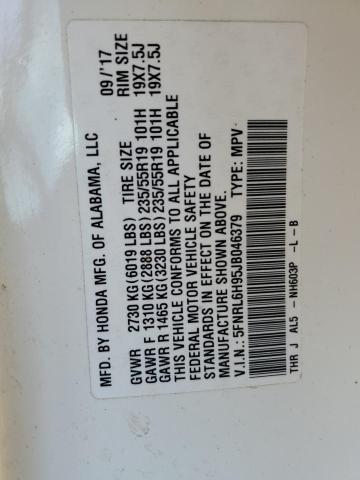 MFD. BY HONDA MFG. OF ALABAMA, LLC 09/'17
GVWR 2730 KG(6019 LBS) TIRE SIZE RIM SIZE
GAWR F 1310 KG(2888 LBS) 235/55R19 101H 19X7.5J
GAWR R 1465 KG(3230 LBS) 235/55R19 101H 19X7.5J
THIS VEHICLE CONFORMS TO ALL APPLICABLE
FEDERAL MOTOR VEHICLE SAFETY
STANDARDS IN EFFECT ON THE DATE OF
MANUFACTURE SHOWN ABOVE.
V.I.N.: 5FNRL6H95JB046379 TYPE: MPV
THR J AL5 - NH603P -L -B